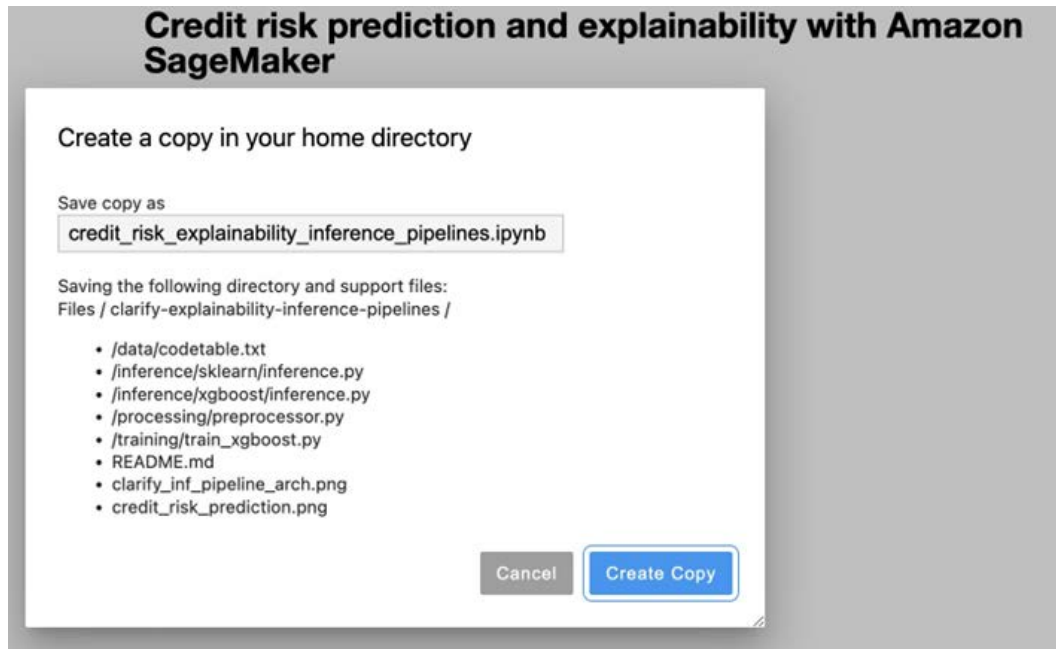 Credit risk prediction and explainability with Amazon
SageMaker
Create a copy in your home directory
Save copy as
credit_risk_explainability_inference_pipelines.ipynb
Saving the following directory and support files:
Files / clarify-explainability-inference-pipelines /
• /data/codetable.txt
• /inference/sklearn/inference.py
• /inference/xgboost/inference.py
• /processing/preprocessor.py
• /training/train_xgboost.py
• README.md
• clarify_inf_pipeline_arch.png
• credit_risk_prediction.png
Cancel Create Copy